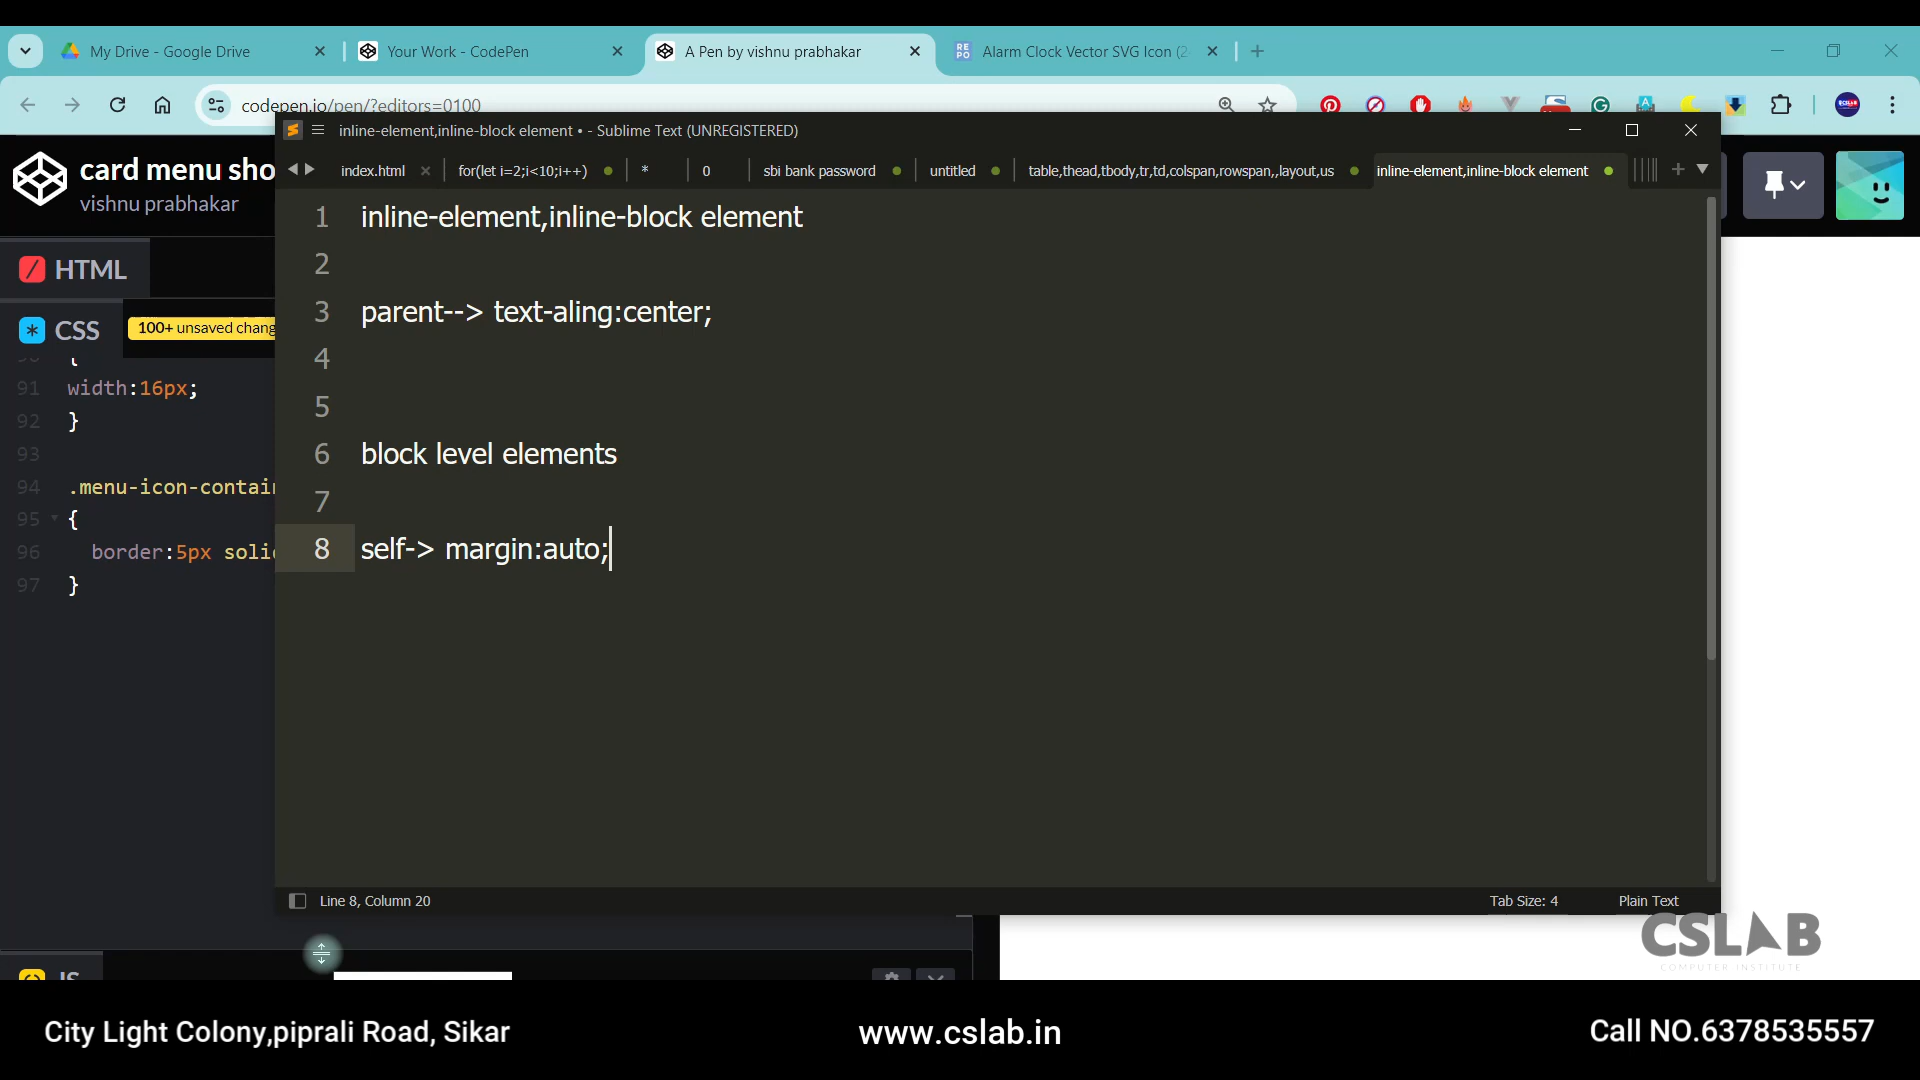 My Drive - Google Drive
Your Work - CodePen
A Pen by vishnu prabhakar
Alarm Clock Vector SVG Icon (2
codepen.io/pen/?editors=0100
inline-element,inline-block element • - Sublime Text (UNREGISTERED)
index.html
for(let i=2;i<10;i++)
*
0
sbi bank password
untitled
table,thead,tbody,tr,td,colspan,rowspan,,layout,us
inline-element,inline-block element
card menu sho
vishnu prabhakar
HTML
CSS
100+ unsaved chang
{
91 width:16px;
92 }
93
94 .menu-icon-contain
95 {
96 border:5px solid
97 }
1 inline-element,inline-block element
2
3 parent--> text-aling:center;
4
5
6 block level elements
7
8 self-> margin:auto;
Line 8, Column 20
Tab Size: 4
Plain Text
CSLAB
COMPUTER INSTITUTE
JS
City Light Colony,piprali Road, Sikar
www.cslab.in
Call NO.6378535557